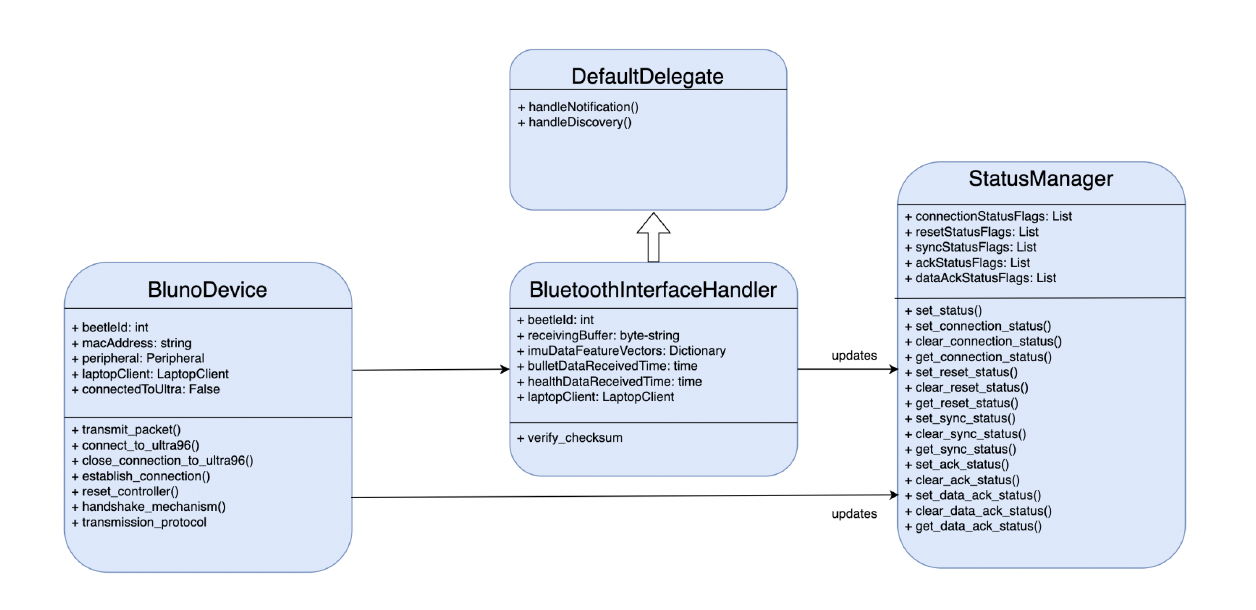 DefaultDelegate
+ handleNotification()
+ handleDiscovery()
BlunoDevice
+ beetleId: int
+ macAddress: string
+ peripheral: Peripheral
+ laptopClient: LaptopClient
+ connectedToUltra: False
+ transmit_packet()
+ connect_to_ultra96()
+ close_connection_to_ultra96()
+ establish_connection()
+ reset_controller()
+ handshake_mechanism()
+ transmission_protocol
BluetoothInterfaceHandler
+ beetleId: int
+ receivingBuffer: byte-string
+ imuDataFeatureVectors: Dictionary
+ bulletDataReceivedTime: time
+ healthDataReceivedTime: time
+ laptopClient: LaptopClient
+ verify_checksum
updates
updates
StatusManager
+ connectionStatusFlags: List
+ resetStatusFlags: List
+ syncStatusFlags: List
+ ackStatusFlags: List
+ dataAckStatusFlags: List
+ set_status()
+ set_connection_status()
+ clear_connection_status()
+ get_connection_status()
+ set_reset_status()
+ clear_reset_status()
+ get_reset_status()
+ set_sync_status()
+ clear_sync_status()
+ get_sync_status()
+ set_ack_status()
+ clear_ack_status()
+ set_data_ack_status()
+ clear_data_ack_status()
+ get_data_ack_status()